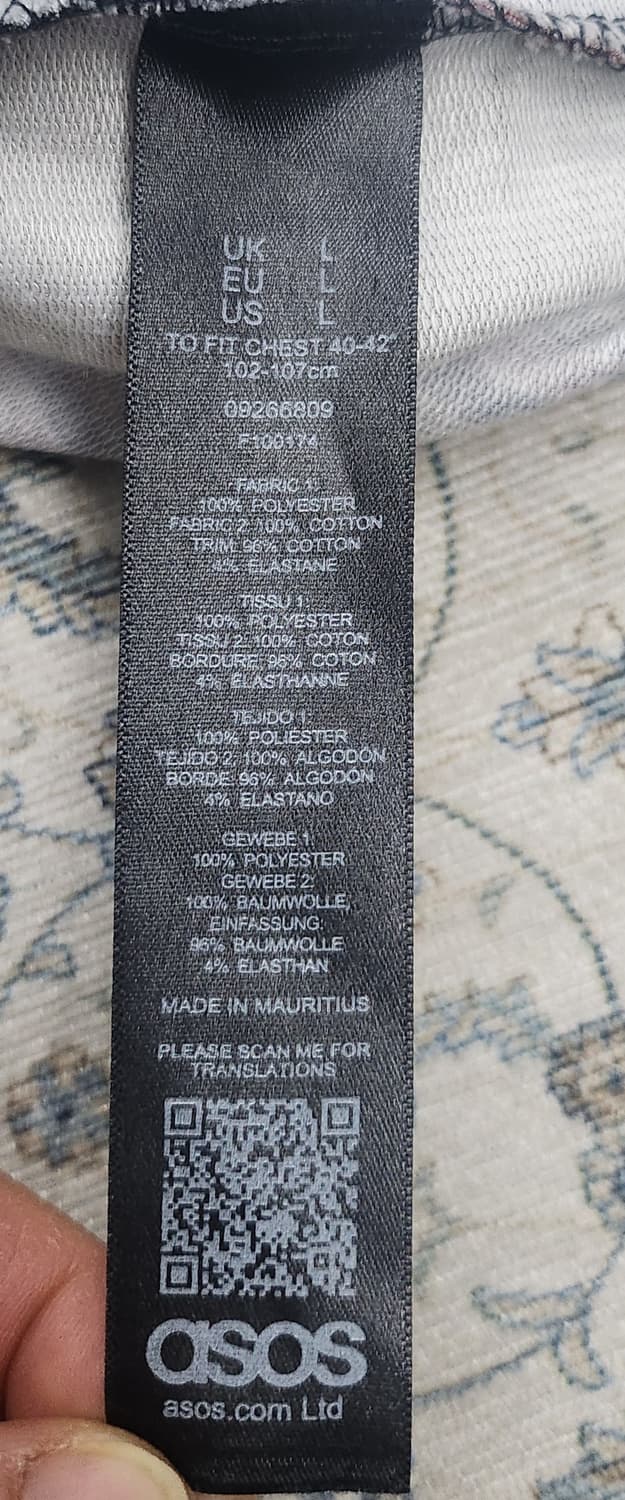 UK L
EU L
US L
TO FIT CHEST 40-42"
102-107cm
09266809
F100174
FABRIC 1:
100% POLYESTER
FABRIC 2: 100% COTTON
TRIM: 96% COTTON
4% ELASTANE
TISSU 1:
100% POLYESTER
TISSU 2: 100% COTON
BORDURE: 96% COTON
4% ELASTHANNE
TEJIDO 1:
100% POLIESTER
TEJIDO 2: 100% ALGODÓN
BORDE: 96% ALGODÓN
4% ELASTANO
GEWEBE 1:
100% POLYESTER
GEWEBE 2:
100% BAUMWOLLE
EINFASSUNG:
96% BAUMWOLLE
4% ELASTHAN
MADE IN MAURITIUS
PLEASE SCAN ME FOR
TRANSLATIONS
asos
asos.com Ltd